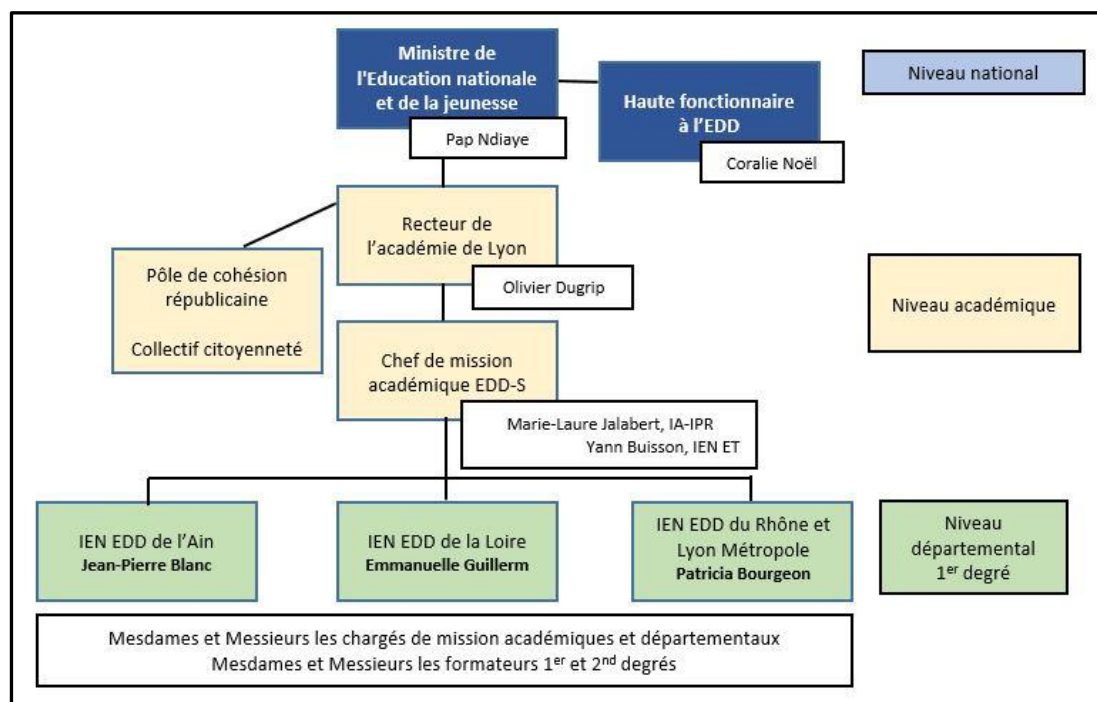 Ministre de
l'Education nationale
et de la jeunesse
Pap Ndiaye
Haute fonctionnaire
à l’EDD
Coralie Noël
Niveau national
Recteur de
l’académie de Lyon
Olivier Dugrip
Pôle de cohésion
républicaine
Collectif citoyenneté
Niveau académique
Chef de mission
académique EDD-S
Marie-Laure Jalabert, IA-IPR
Yann Buisson, IEN ET
IEN EDD de l’Ain
Jean-Pierre Blanc
IEN EDD de la Loire
Emmanuelle Guillerm
IEN EDD du Rhône et
Lyon Métropole
Patricia Bourgeon
Niveau
départemental
1er degré
Mesdames et Messieurs les chargés de mission académiques et départementaux
Mesdames et Messieurs les formateurs 1er et 2nd degrés